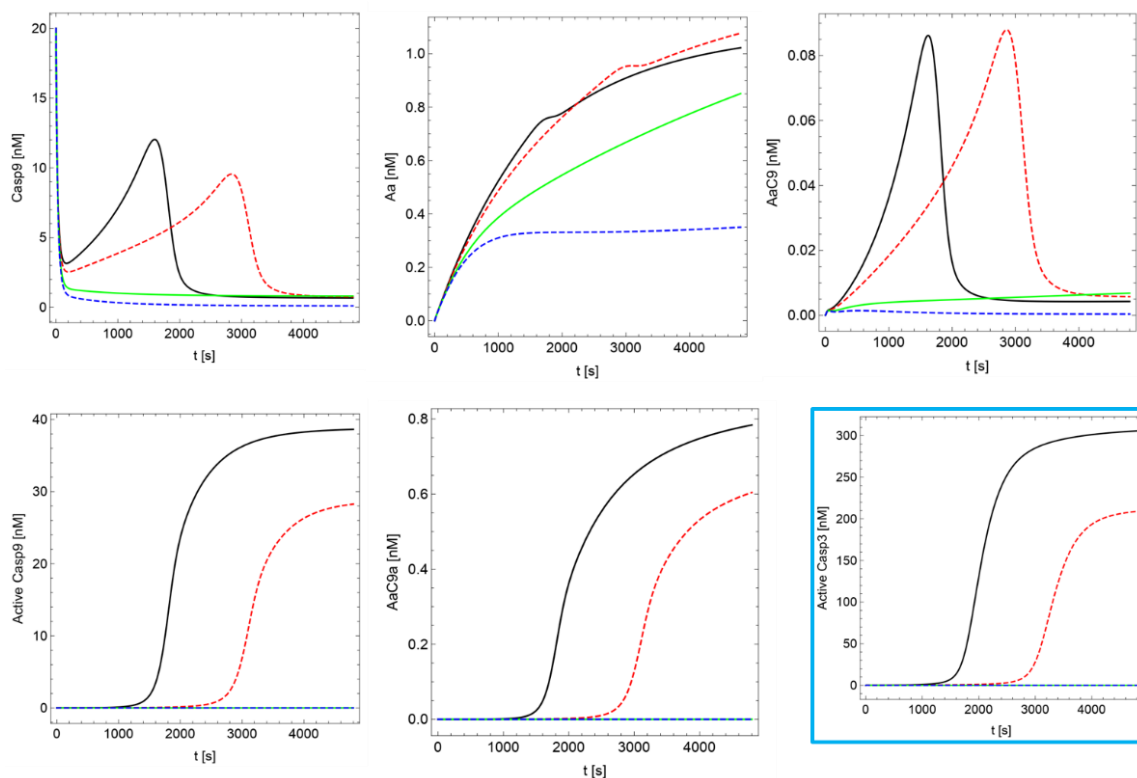 Casp9 [nM]
20
15
10
5
0
0 1000 2000 3000 4000
t [s]
Aa [nM]
1.0
0.8
0.6
0.4
0.2
0.0
0 1000 2000 3000 4000
t [s]
AaC9 [nM]
0.08
0.06
0.04
0.02
0.00
0 1000 2000 3000 4000
t [s]
Active Casp9 [nM]
40
30
20
10
0
0 1000 2000 3000 4000
t [s]
AaC9a [nM]
0.8
0.6
0.4
0.2
0.0
0 1000 2000 3000 4000
t [s]
Active Casp3 [nM]
300
250
200
150
100
50
0
0 1000 2000 3000 4000
t [s]